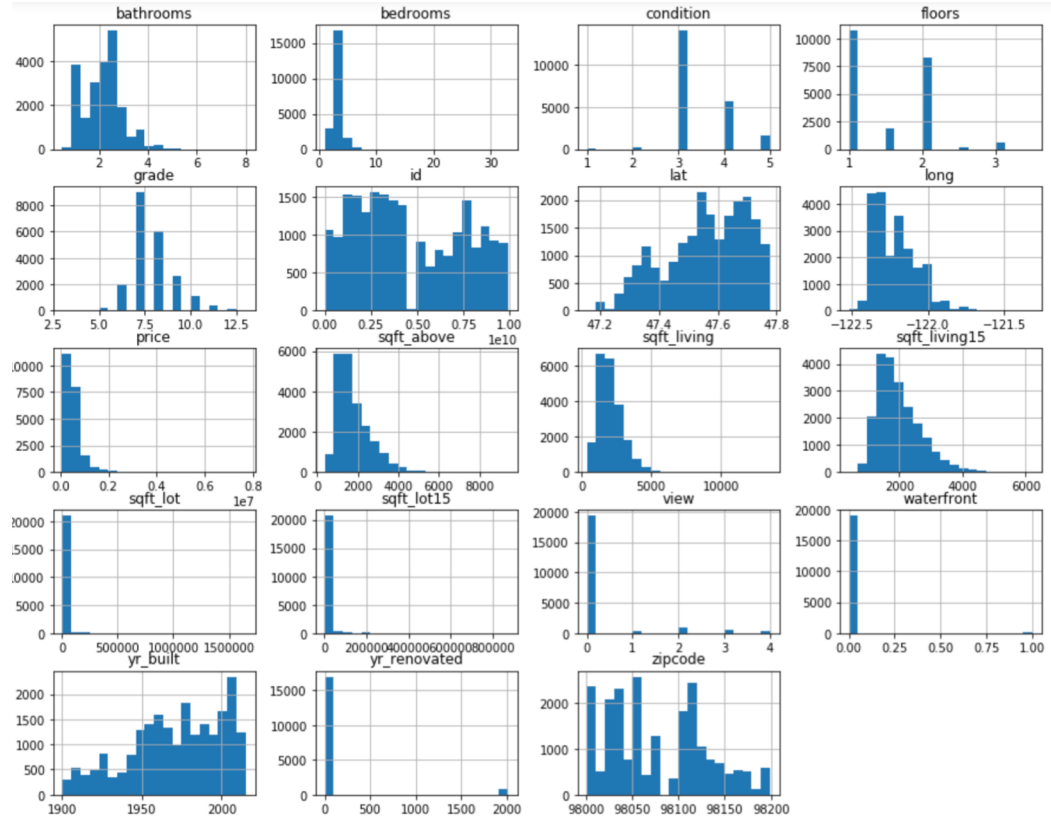 bathrooms
6000
4000
2000
0
2 4 6 8
bedrooms
15000
10000
5000
0
0 10 20 30
condition
10000
5000
0
1 2 3 4 5
floors
10000
7500
5000
2500
0
1 2 3
grade
8000
6000
4000
2000
0
2.5 5.0 7.5 10.0 12.5
id
1500
1000
500
0
0.00 0.25 0.50 0.75 1.00
1e10
lat
2000
1500
1000
500
0
47.2 47.4 47.6 47.8
long
4000
3000
2000
1000
0
−122.5 −122.0 −121.5
price
10000
7500
5000
2500
0
0.0 0.2 0.4 0.6 0.8
1e7
sqft_above
6000
4000
2000
0
0 2000 4000 6000 8000
sqft_living
6000
4000
2000
0
0 5000 10000
sqft_living15
4000
3000
2000
1000
0
2000 4000 6000
sqft_lot
20000
15000
10000
5000
0
0 500000 1000000 1500000
sqft_lot15
20000
15000
10000
5000
0
0 200000 400000 600000 800000
view
20000
15000
10000
5000
0
0 1 2 3 4
waterfront
20000
15000
10000
5000
0
0.00 0.25 0.50 0.75 1.00
yr_built
2000
1500
1000
500
0
1900 1950 2000
yr_renovated
15000
10000
5000
0
0 500 1000 1500 2000
zipcode
2000
1000
0
98000 98050 98100 98150 98200